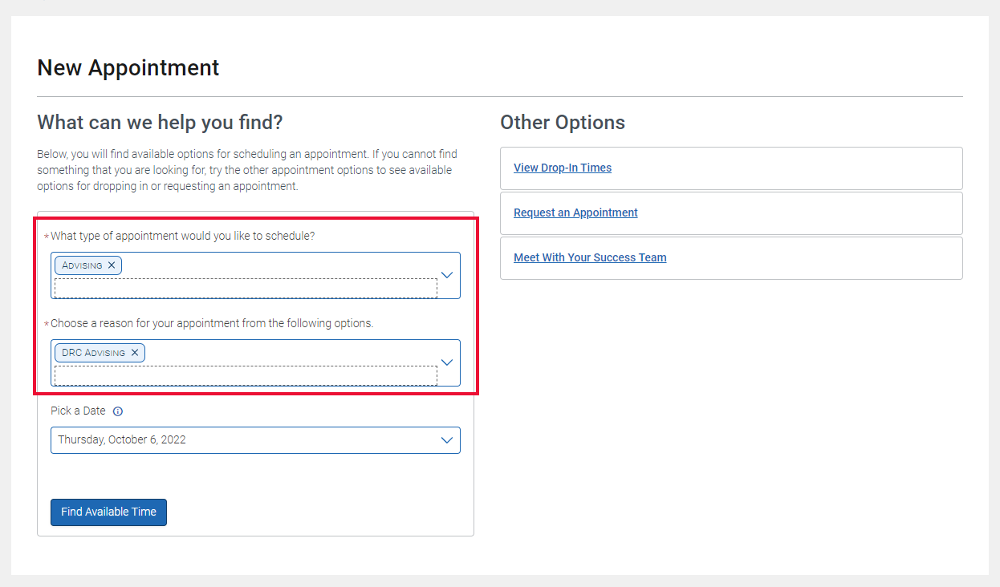 New Appointment
What can we help you find?
Below, you will find available options for scheduling an appointment. If you cannot find
something that you are looking for, try the other appointment options to see available
options for dropping in or requesting an appointment.
*What type of appointment would you like to schedule?
ADVISING ×
*Choose a reason for your appointment from the following options.
DRC ADVISING ×
Pick a Date
Thursday, October 6, 2022
Find Available Time
Other Options
View Drop-In Times
Request an Appointment
Meet With Your Success Team